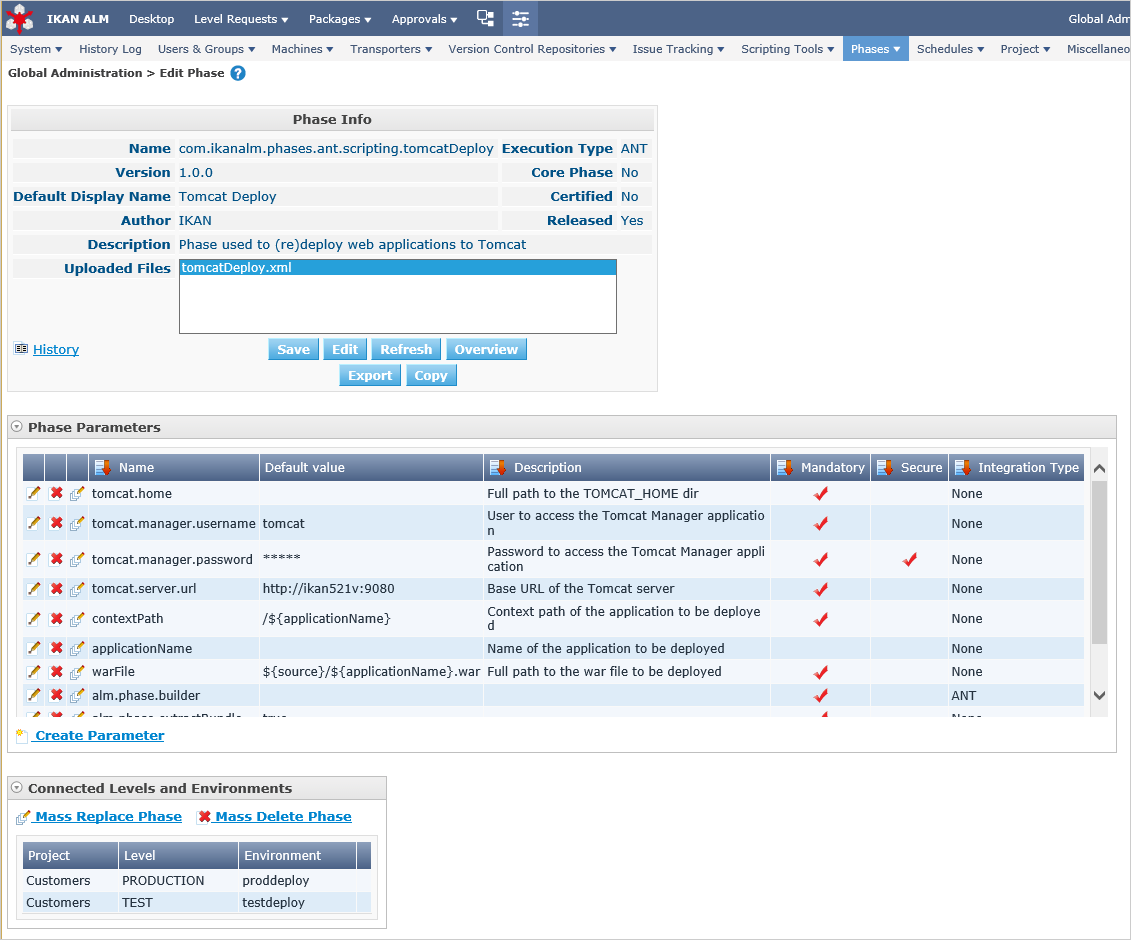 IKAN ALM Desktop Level Requests Packages Approvals Global Adm
System History Log Users & Groups Machines Transporters Version Control Repositories Issue Tracking Scripting Tools Phases Schedules Project Miscellaneo
Global Administration > Edit Phase ?
Phase Info
Name com.ikanalm.phases.ant.scripting.tomcatDeploy Execution Type ANT
Version 1.0.0 Core Phase No
Default Display Name Tomcat Deploy Certified No
Author IKAN Released Yes
Description Phase used to (re)deploy web applications to Tomcat
Uploaded Files tomcatDeploy.xml
History Save Edit Refresh Overview
Export Copy
Phase Parameters
Name Default value Description Mandatory Secure Integration Type
tomcat.home Full path to the TOMCAT_HOME dir None
tomcat.manager.username tomcat User to access the Tomcat Manager applicatio
n None
tomcat.manager.password ***** Password to access the Tomcat Manager appli
cation None
tomcat.server.url http://ikan521v:9080 Base URL of the Tomcat server None
contextPath /${applicationName} Context path of the application to be deploye
d None
applicationName Name of the application to be deployed None
warFile ${source}/${applicationName}.war Full path to the war file to be deployed None
alm.phase.builder ANT
Create Parameter
Connected Levels and Environments
Mass Replace Phase Mass Delete Phase
Project Level Environment
Customers PRODUCTION proddeploy
Customers TEST testdeploy